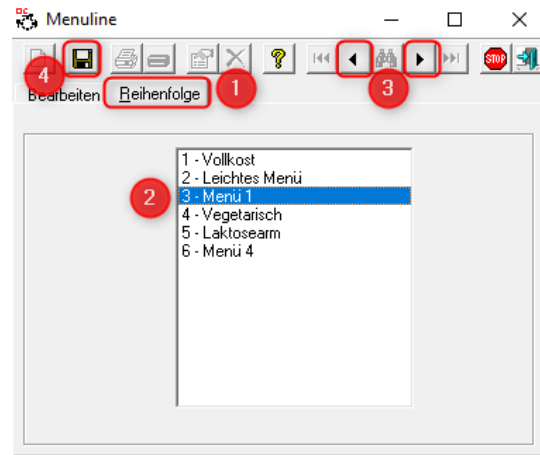 Menuline
STOP
4
1
3
Bearbeiten Reihenfolge
2
1 - Vollkost
2 - Leichtes Menü
3 - Menü 1
4 - Vegetarisch
5 - Laktosearm
6 - Menü 4